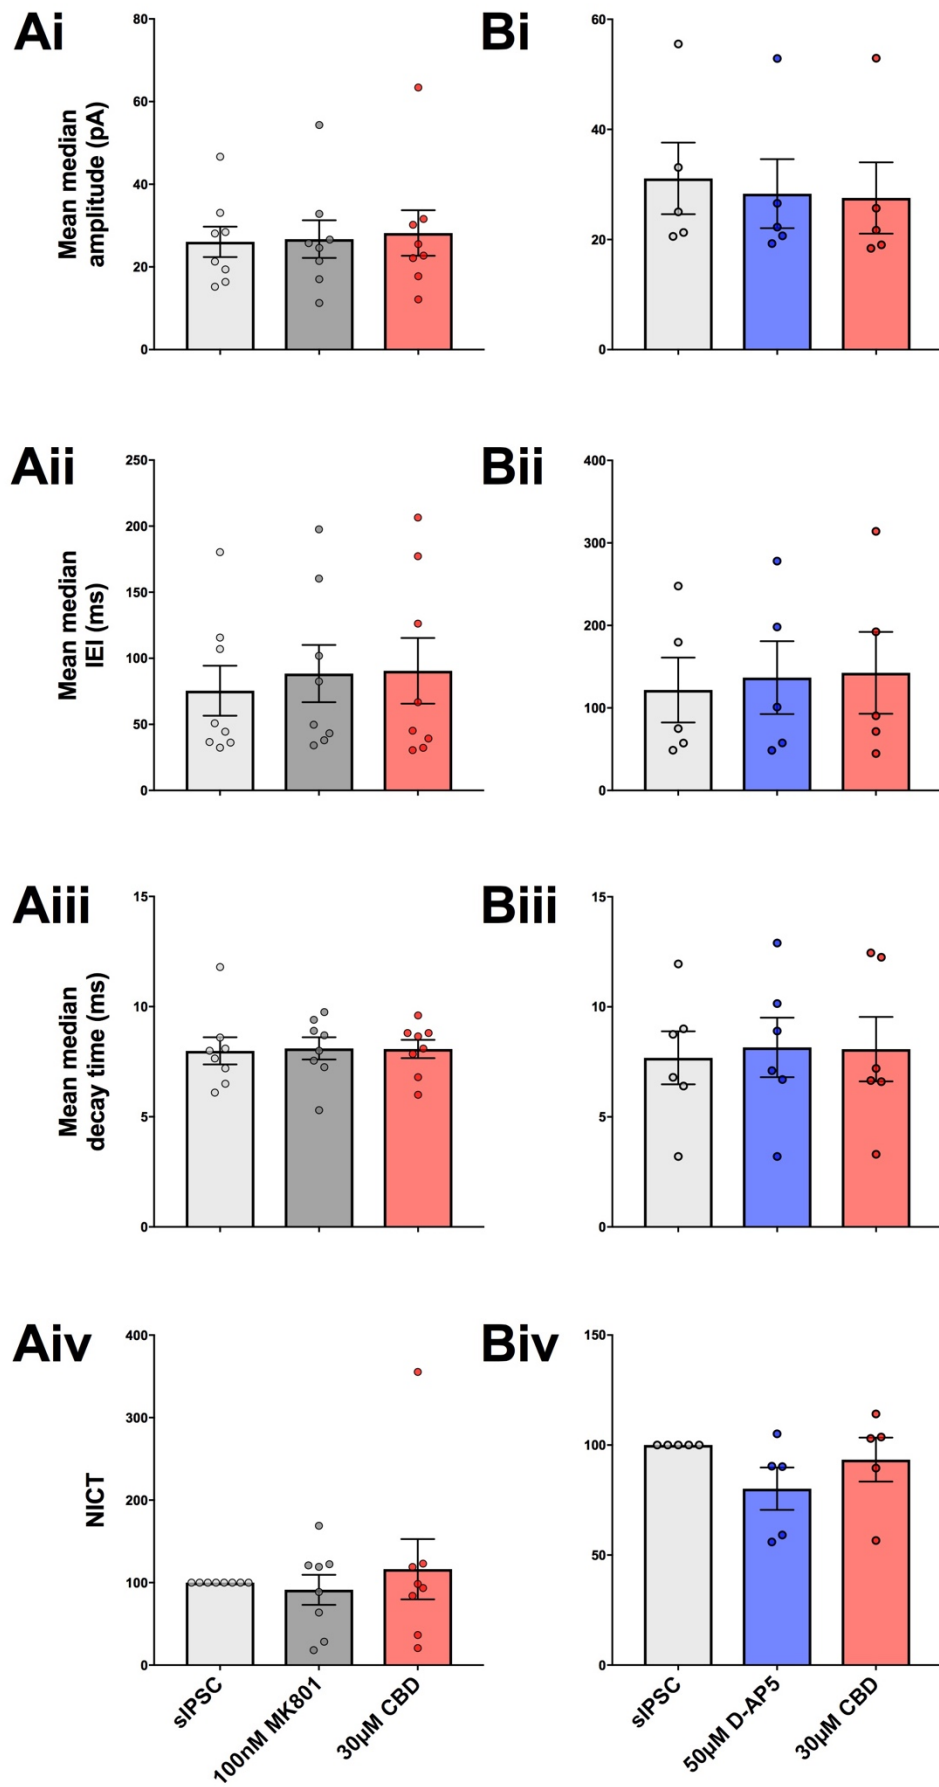 Ai
Mean median
amplitude (pA)
80
60
40
20
0
Bi
60
40
20
0
Aii
Mean median
IEI (ms)
250
200
150
100
50
0
Bii
400
300
200
100
0
Aiii
Mean median
decay time (ms)
15
10
5
0
Biii
15
10
5
0
Aiv
NICT
400
300
200
100
0
sIPSC
100nM MK801
30µM CBD
Biv
150
100
50
0
sIPSC
50µM D-AP5
30µM CBD